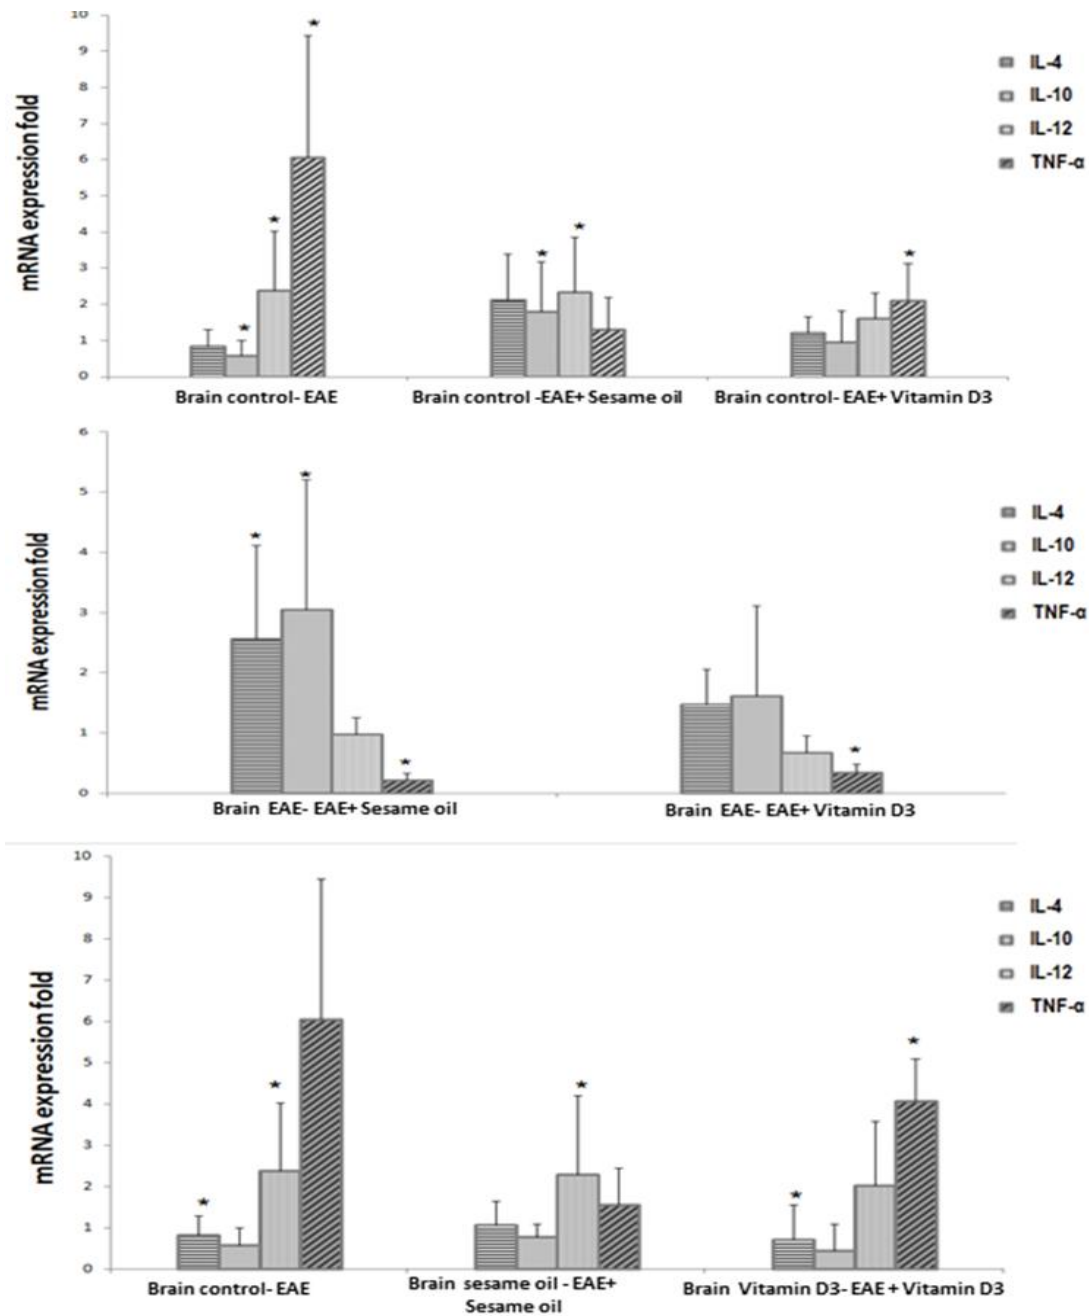 10
9
8
7
6
5
4
3
2
1
0
mRNA expression fold
★ ★ ★ ★ ★ ★
IL-4
IL-10
IL-12
TNF-α
Brain control- EAE
Brain control -EAE+ Sesame oil
Brain control- EAE+ Vitamin D3
6
5
4
3
2
1
0
mRNA expression fold
★ ★ ★ ★
IL-4
IL-10
IL-12
TNF-α
Brain EAE- EAE+ Sesame oil
Brain EAE- EAE+ Vitamin D3
10
9
8
7
6
5
4
3
2
1
0
mRNA expression fold
★ ★ ★ ★ ★
IL-4
IL-10
IL-12
TNF-α
Brain control- EAE
Brain sesame oil - EAE+
Sesame oil
Brain Vitamin D3- EAE + Vitamin D3